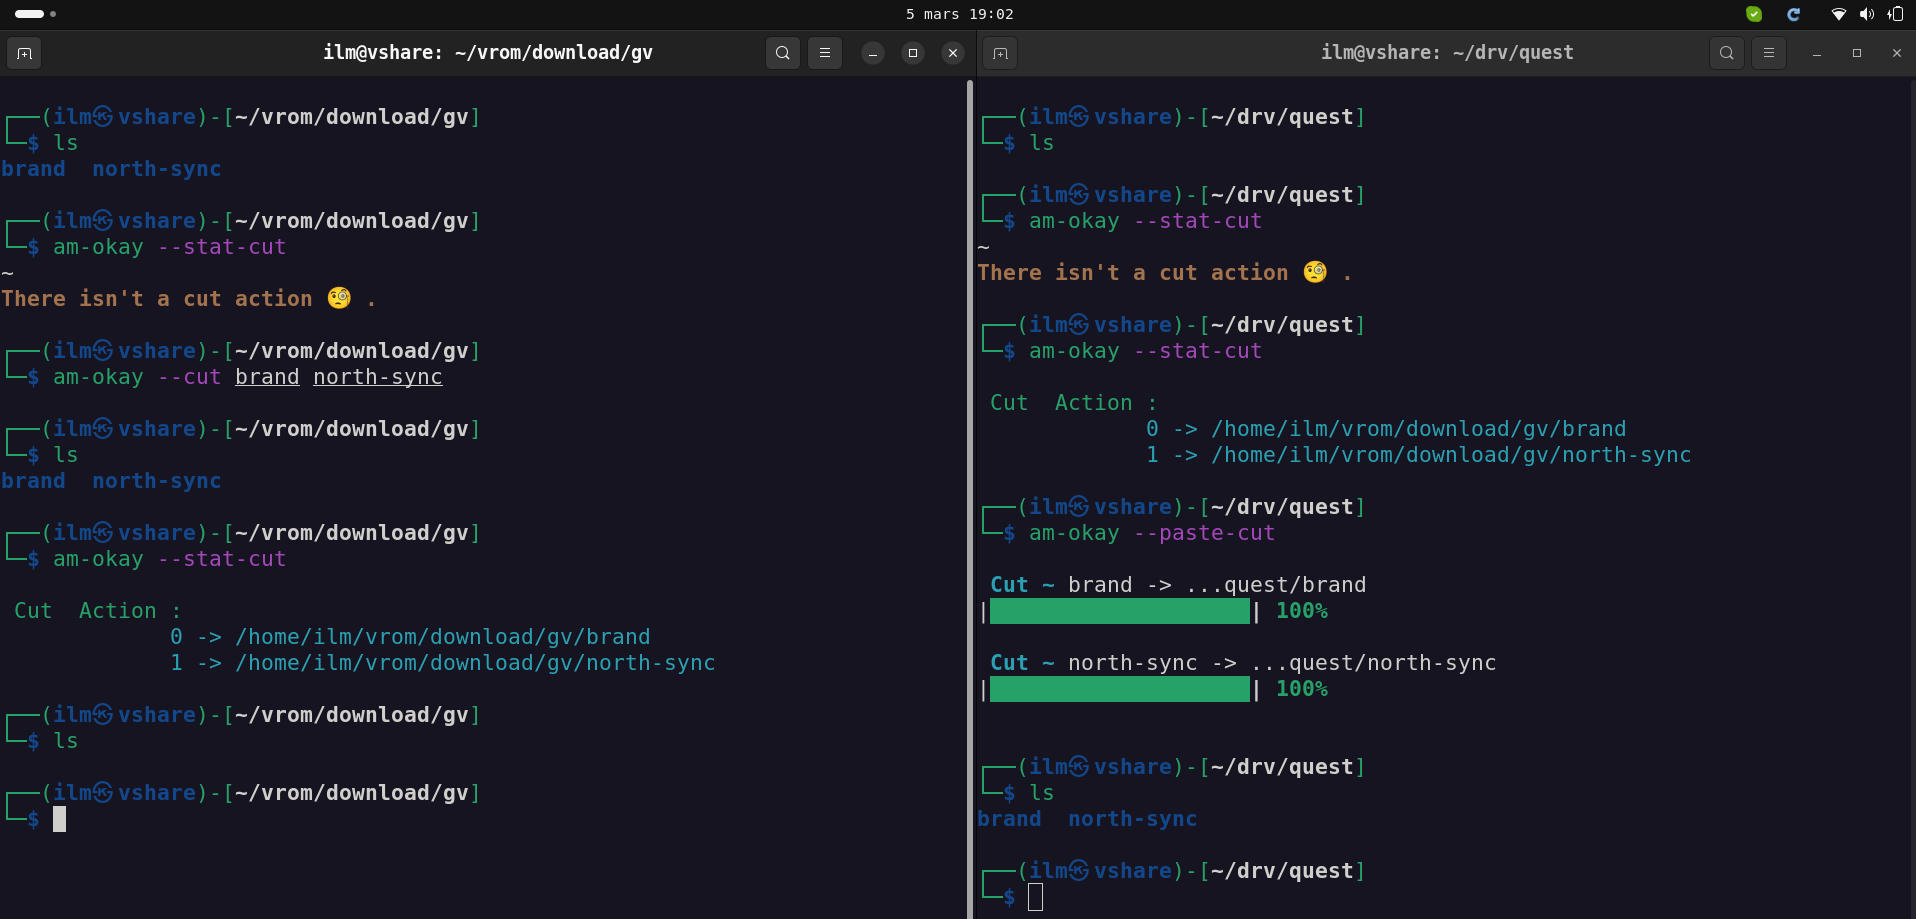 5 mars 19:02
ilm@vshare: ~/vrom/download/gv
┌──(ilm㉿vshare)-[~/vrom/download/gv]
└─$ ls
brand  north-sync
┌──(ilm㉿vshare)-[~/vrom/download/gv]
└─$ am-okay --stat-cut
~
There isn't a cut action 🧐 .
┌──(ilm㉿vshare)-[~/vrom/download/gv]
└─$ am-okay --cut brand north-sync
┌──(ilm㉿vshare)-[~/vrom/download/gv]
└─$ ls
brand  north-sync
┌──(ilm㉿vshare)-[~/vrom/download/gv]
└─$ am-okay --stat-cut
Cut  Action :
0 -> /home/ilm/vrom/download/gv/brand
1 -> /home/ilm/vrom/download/gv/north-sync
┌──(ilm㉿vshare)-[~/vrom/download/gv]
└─$ ls
┌──(ilm㉿vshare)-[~/vrom/download/gv]
└─$
ilm@vshare: ~/drv/quest
┌──(ilm㉿vshare)-[~/drv/quest]
└─$ ls
┌──(ilm㉿vshare)-[~/drv/quest]
└─$ am-okay --stat-cut
~
There isn't a cut action 🧐 .
┌──(ilm㉿vshare)-[~/drv/quest]
└─$ am-okay --stat-cut
Cut  Action :
0 -> /home/ilm/vrom/download/gv/brand
1 -> /home/ilm/vrom/download/gv/north-sync
┌──(ilm㉿vshare)-[~/drv/quest]
└─$ am-okay --paste-cut
Cut ~ brand -> ...quest/brand
|████████████████████| 100%
Cut ~ north-sync -> ...quest/north-sync
|████████████████████| 100%
┌──(ilm㉿vshare)-[~/drv/quest]
└─$ ls
brand  north-sync
┌──(ilm㉿vshare)-[~/drv/quest]
└─$